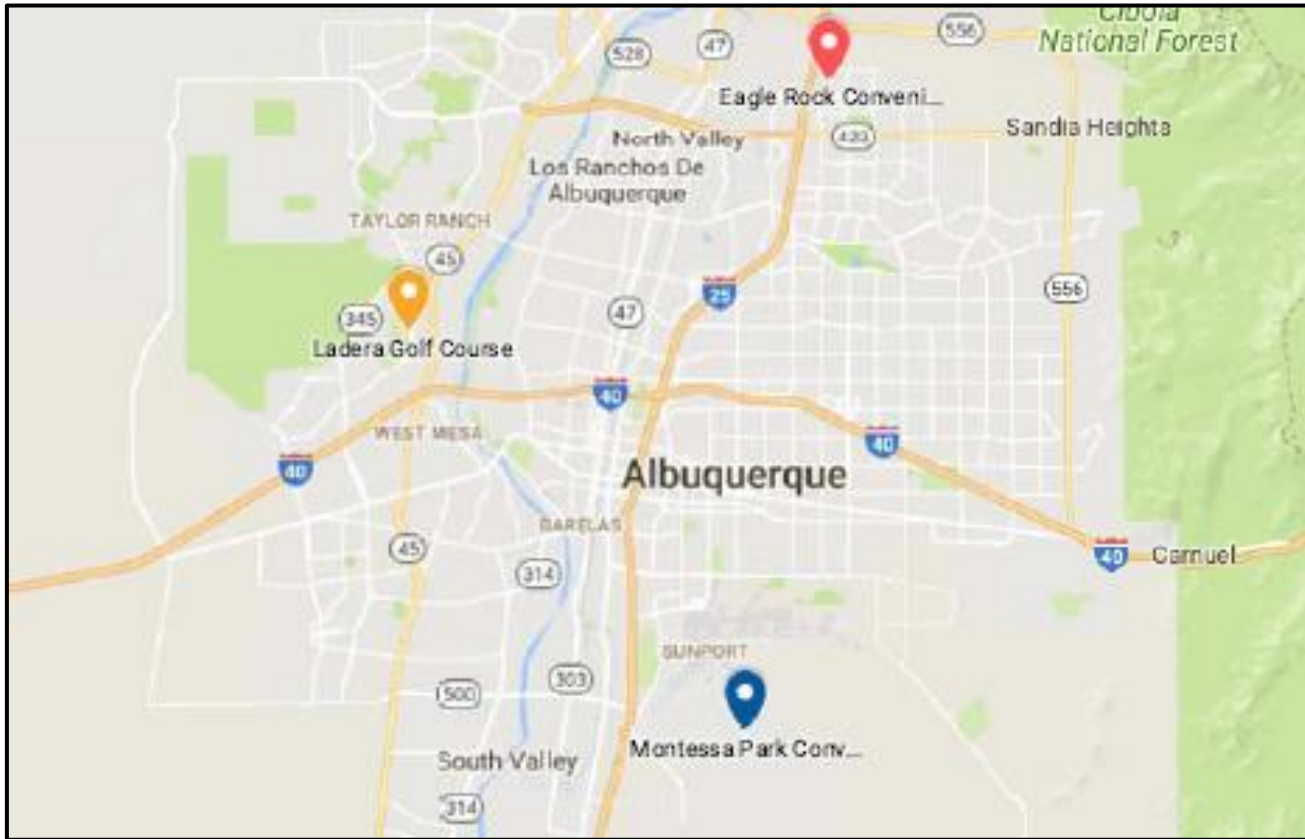 Cibola
National Forest
556
47
528
Eagle Rock Conveni...
North Valley
423
Sandia Heights
Los Ranchos De
Albuquerque
TAYLOR RANCH
45
25
556
345
47
Ladera Golf Course
40
WEST MESA
40
40
Albuquerque
BARELAS
45
40
Carnuel
314
SUNPORT
500
303
Montessa Park Conv...
South Valley
314